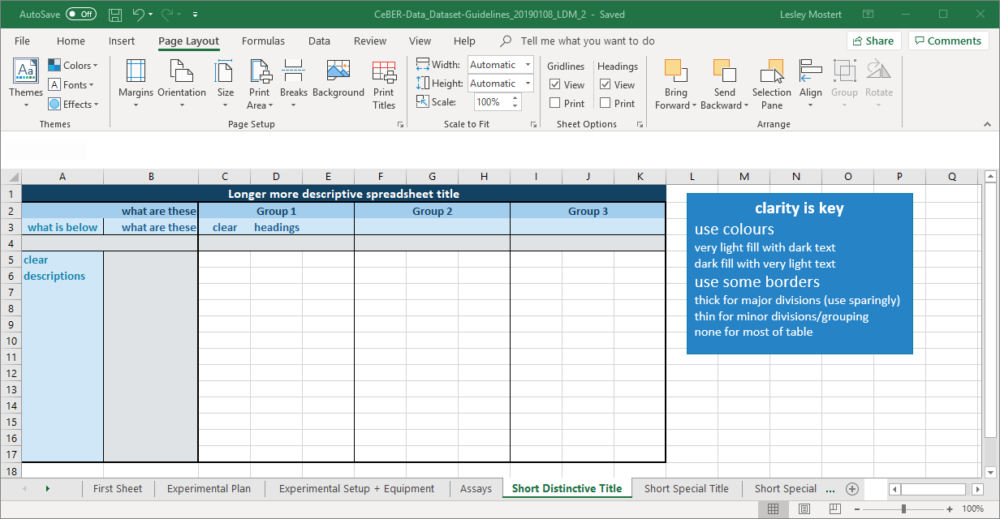 AutoSave Off CeBER-Data_Dataset-Guidelines_20190108_LDM_2 - Saved Lesley Mostert
File Home Insert Page Layout Formulas Data Review View Help Tell me what you want to do Share Comments
Aa Colors Width: Automatic Gridlines Headings
A Fonts Height: Automatic View View
Themes Effects Margins Orientation Size Print Area Breaks Background Print Titles Scale: 100% Print Print Bring Forward Send Backward Selection Pane Align Group Rotate
Themes Page Setup Scale to Fit Sheet Options Arrange
A B C D E F G H I J K L M N O P Q
1 Longer more descriptive spreadsheet title
2 what are these Group 1 Group 2 Group 3
3 what is below what are these clear headings
4
5 clear
6 descriptions
7
8
9
10
11
12
13
14
15
16
17
18
clarity is key
use colours
very light fill with dark text
dark fill with very light text
use some borders
thick for major divisions (use sparingly)
thin for minor divisions/grouping
none for most of table
First Sheet Experimental Plan Experimental Setup + Equipment Assays Short Distinctive Title Short Special Title Short Special ...
- + 100%